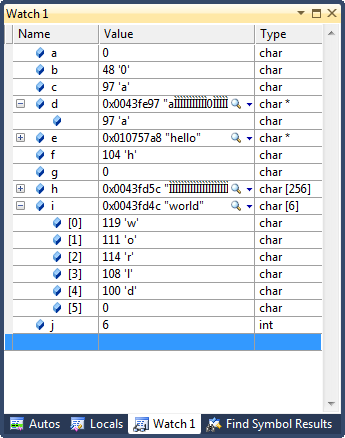 Watch 1
Name Value Type
a 0 char
b 48 '0' char
c 97 'a' char
d 0x0043fe97 "aÌÌÌÌÌÌÌÌÌÌÌ0ÌÌÌÌ char *
97 'a' char
e 0x010757a8 "hello" char *
f 104 'h' char
g 0 char
h 0x0043fd5c "ÌÌÌÌÌÌÌÌÌÌÌÌÌÌÌÌÌÌÌÌ char [256]
i 0x0043fd4c "world" char [6]
[0] 119 'w' char
[1] 111 'o' char
[2] 114 'r' char
[3] 108 'l' char
[4] 100 'd' char
[5] 0 char
j 6 int
Autos Locals Watch 1 Find Symbol Results